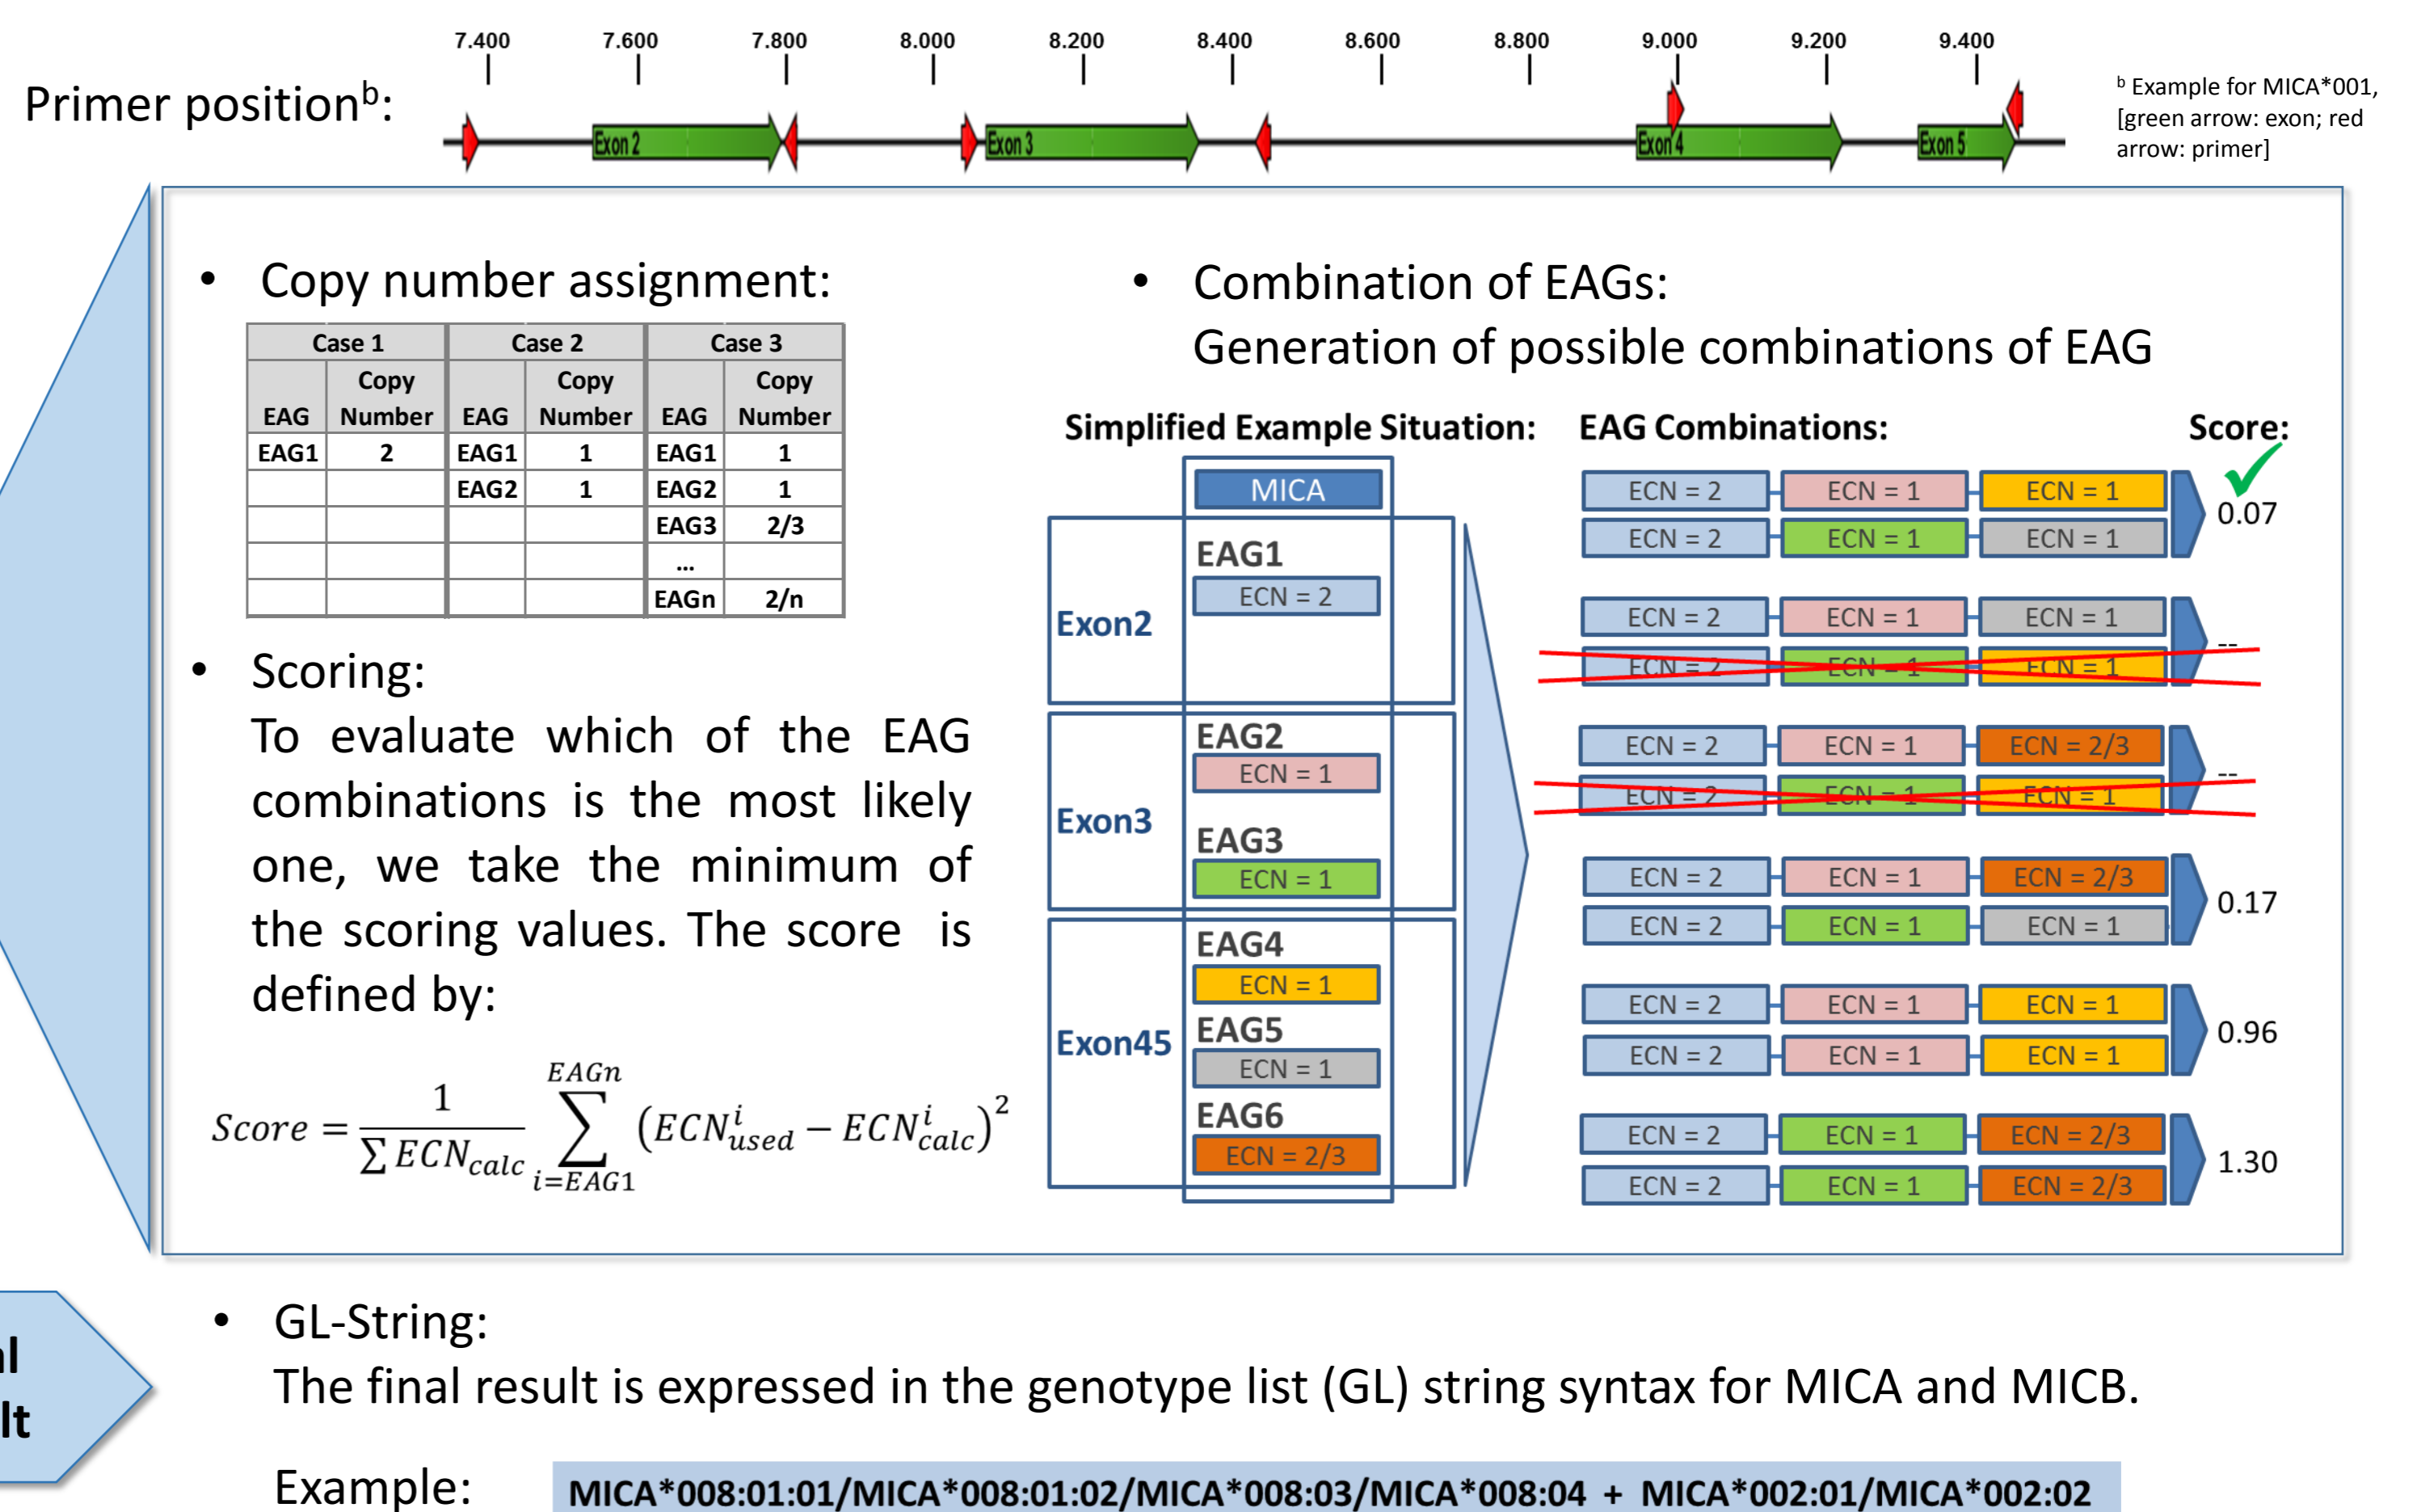 7.400 7.600 7.800 8.000 8.200 8.400 8.600 8.800 9.000 9.200 9.400
Primer positionᵇ:
Exon 2 Exon 3 Exon 4 Exon 5
ᵇ Example for MICA*001,
[green arrow: exon; red
arrow: primer]
• Copy number assignment:
Case 1 Case 2 Case 3
EAG Copy Number EAG Copy Number EAG Copy Number
EAG1 2 EAG1 1 EAG1 1
EAG2 1 EAG2 1
EAG3 2/3
...
EAGn 2/n
• Scoring:
To evaluate which of the EAG
combinations is the most likely
one, we take the minimum of
the scoring values. The score is
defined by:
Score = 1 / ∑ ECN_calc ∑_{i=EAG1}^{EAGn} (ECN^i_used − ECN^i_calc)²
• Combination of EAGs:
Generation of possible combinations of EAG
Simplified Example Situation:
MICA
Exon2
EAG1
ECN = 2
Exon3
EAG2
ECN = 1
EAG3
ECN = 1
Exon45
EAG4
ECN = 1
EAG5
ECN = 1
EAG6
ECN = 2/3
EAG Combinations: Score:
ECN = 2 ECN = 1 ECN = 1
0.07
ECN = 2 ECN = 1 ECN = 1
ECN = 2 ECN = 1 ECN = 1
--
ECN = 2 ECN = 1 ECN = 1
ECN = 2 ECN = 1 ECN = 2/3
--
ECN = 2 ECN = 1 ECN = 1
ECN = 2 ECN = 1 ECN = 2/3
0.17
ECN = 2 ECN = 1 ECN = 1
ECN = 2 ECN = 1 ECN = 1
0.96
ECN = 2 ECN = 1 ECN = 1
ECN = 2 ECN = 1 ECN = 2/3
1.30
ECN = 2 ECN = 1 ECN = 2/3
• GL-String:
The final result is expressed in the genotype list (GL) string syntax for MICA and MICB.
Example:
MICA*008:01:01/MICA*008:01:02/MICA*008:03/MICA*008:04 + MICA*002:01/MICA*002:02